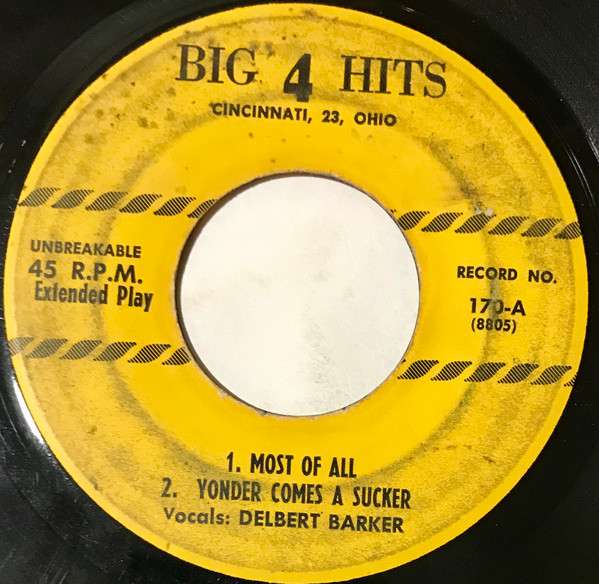 BIG 4 HITS
CINCINNATI, 23, OHIO
UNBREAKABLE
45 R.P.M.
Extended Play
RECORD NO.
170-A
(8805)
1. MOST OF ALL
2. YONDER COMES A SUCKER
Vocals: DELBERT BARKER